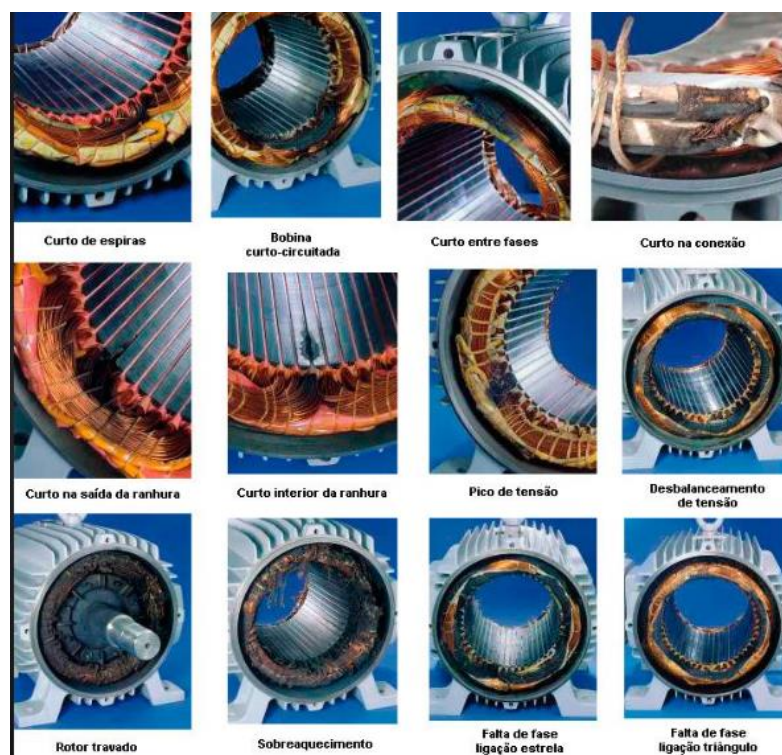 Curto de espiras
Bobina
curto-circuitada
Curto entre fases
Curto na conexão
Curto na saída da ranhura
Curto interior da ranhura
Pico de tensão
Desbalanceamento
de tensão
Rotor travado
Sobreaquecimento
Falta de fase
ligação estrela
Falta de fase
ligação triângulo